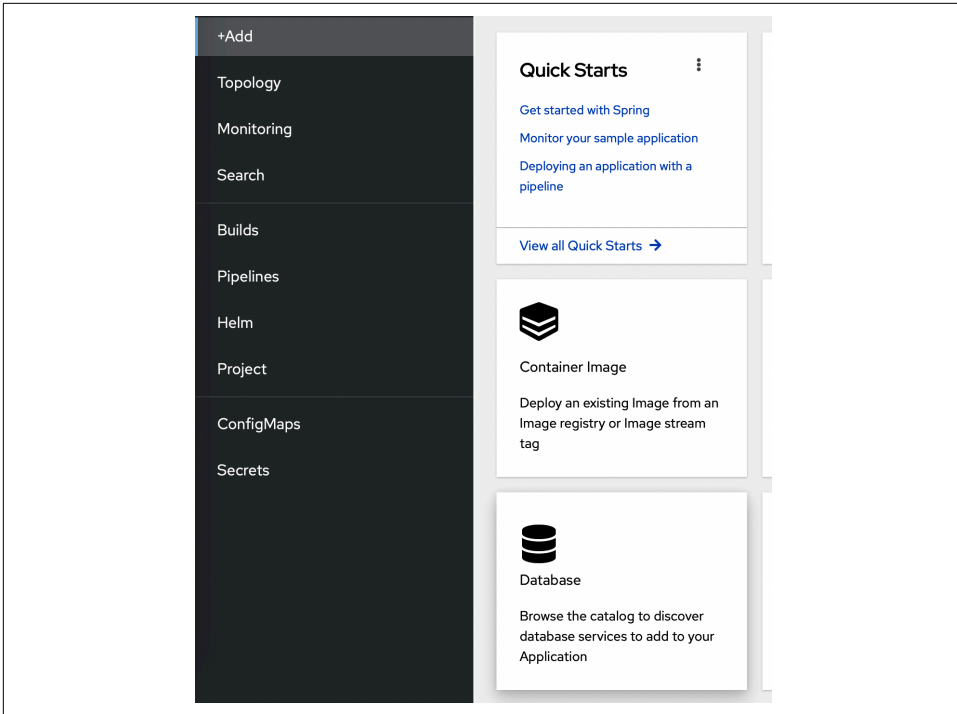 +Add
Topology
Monitoring
Search
Builds
Pipelines
Helm
Project
ConfigMaps
Secrets
Quick Starts
Get started with Spring
Monitor your sample application
Deploying an application with a
pipeline
View all Quick Starts →
Container Image
Deploy an existing Image from an
Image registry or Image stream
tag
Database
Browse the catalog to discover
database services to add to your
Application